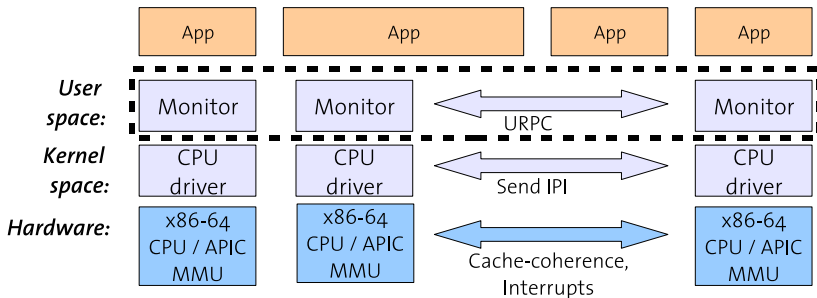 App App App App
User space:
Monitor Monitor Monitor
URPC
Kernel space:
CPU driver CPU driver CPU driver
Send IPI
Hardware:
x86-64 CPU / APIC MMU
x86-64 CPU / APIC MMU
x86-64 CPU / APIC MMU
Cache-coherence,
Interrupts